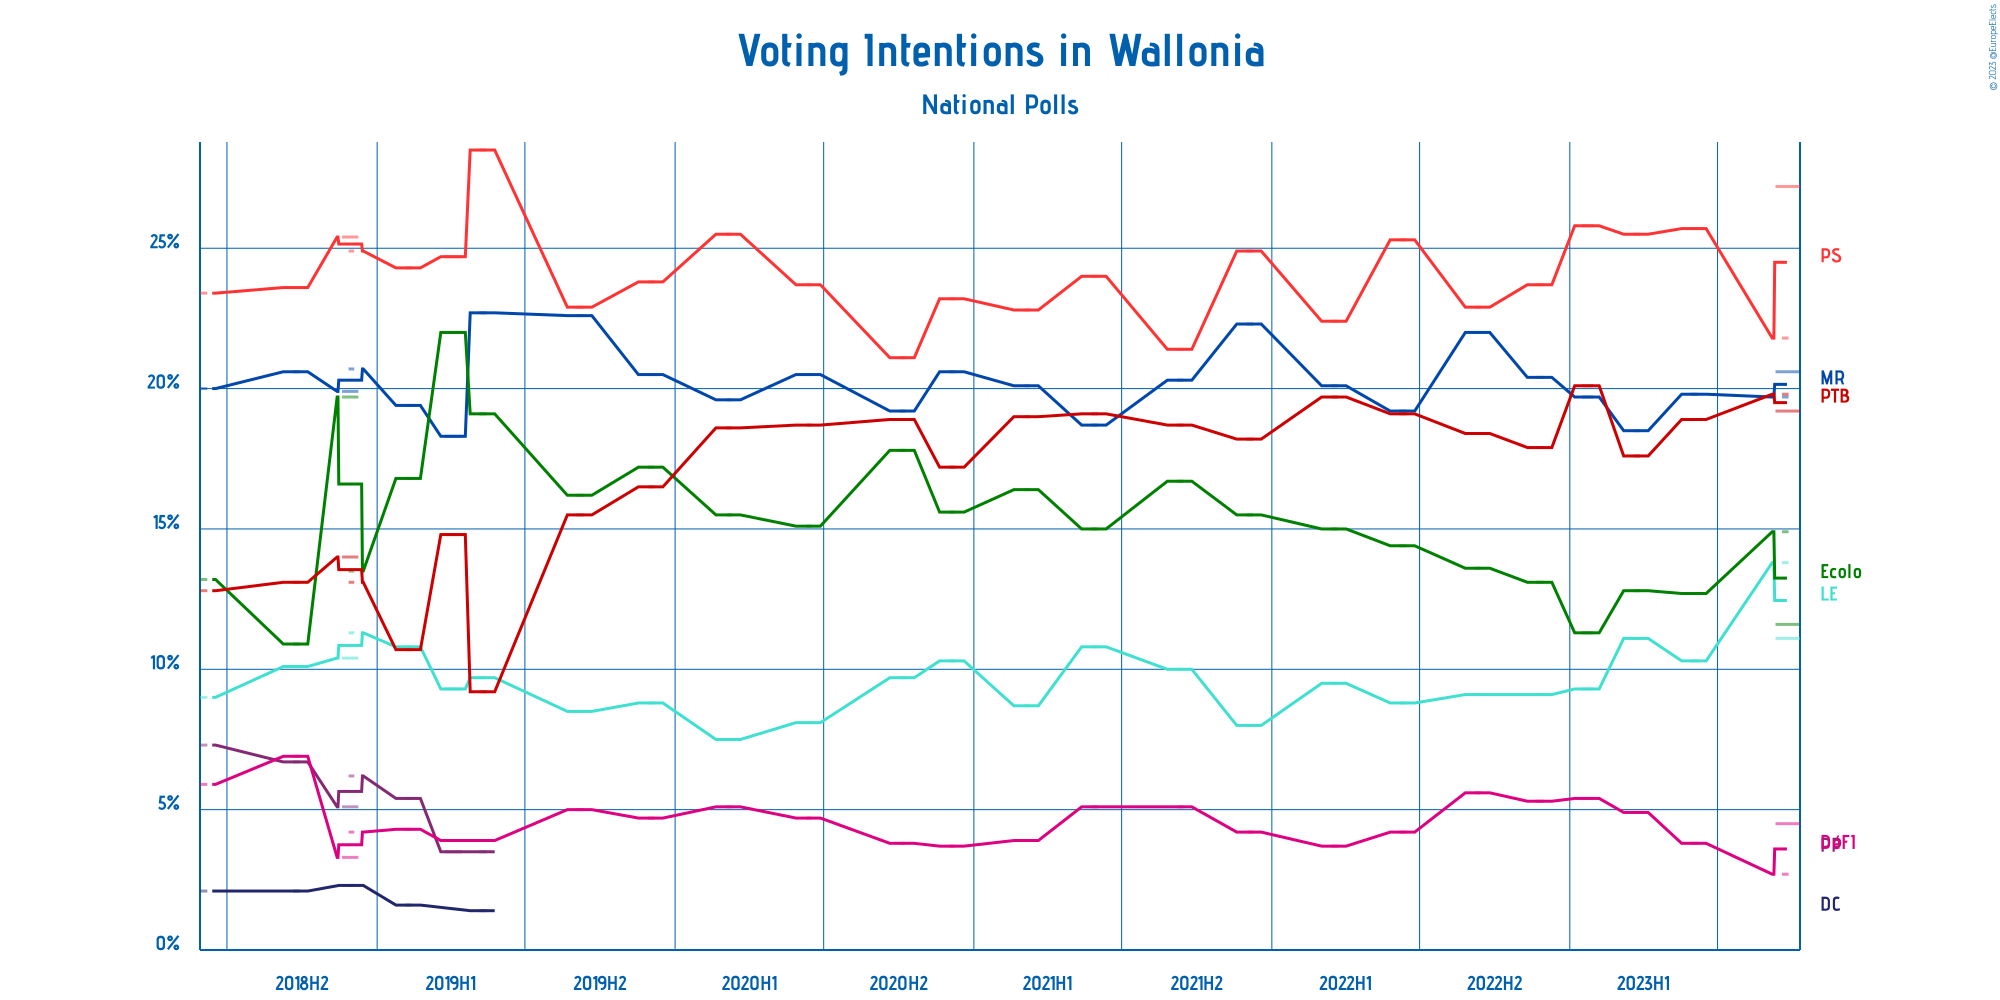 Voting Intentions in Wallonia
National Polls
© 2023 @EuropeElects
25%
20%
15%
10%
5%
0%
PS
MR
PTB
Ecolo
LE
DéFI
DC
2018H2
2019H1
2019H2
2020H1
2020H2
2021H1
2021H2
2022H1
2022H2
2023H1